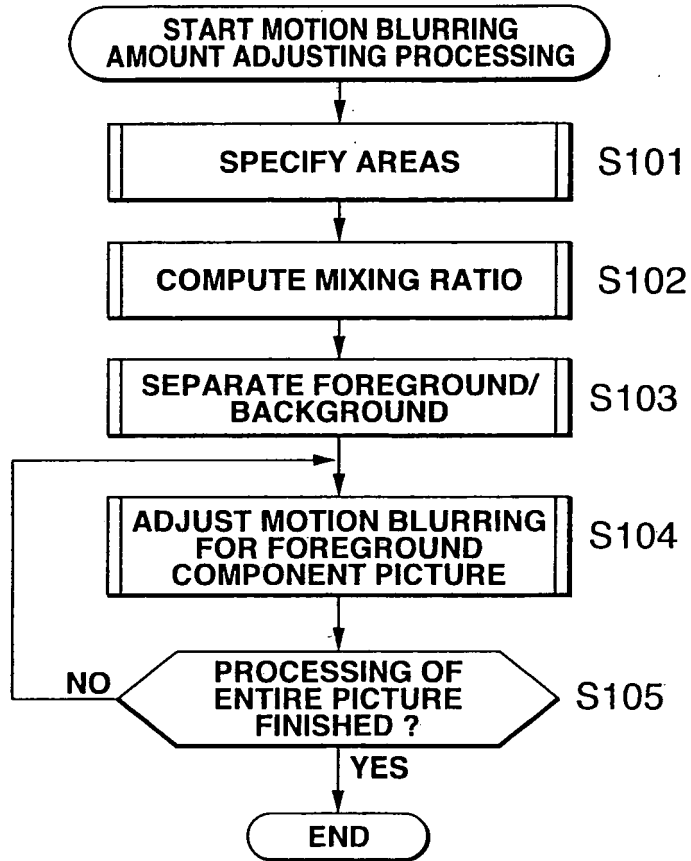 START MOTION BLURRING
AMOUNT ADJUSTING PROCESSING
SPECIFY AREAS
S101
COMPUTE MIXING RATIO
S102
SEPARATE FOREGROUND/
BACKGROUND
S103
ADJUST MOTION BLURRING
FOR FOREGROUND
COMPONENT PICTURE
S104
PROCESSING OF
ENTIRE PICTURE
FINISHED ?
S105
NO
YES
END